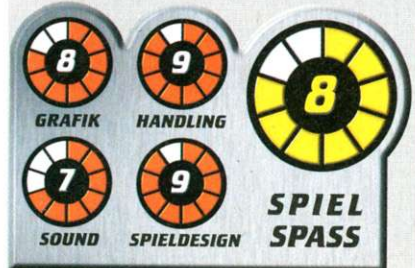 8
9
GRAFIK
HANDLING
8
7
9
SOUND
SPIELDESIGN
SPIEL
SPASS